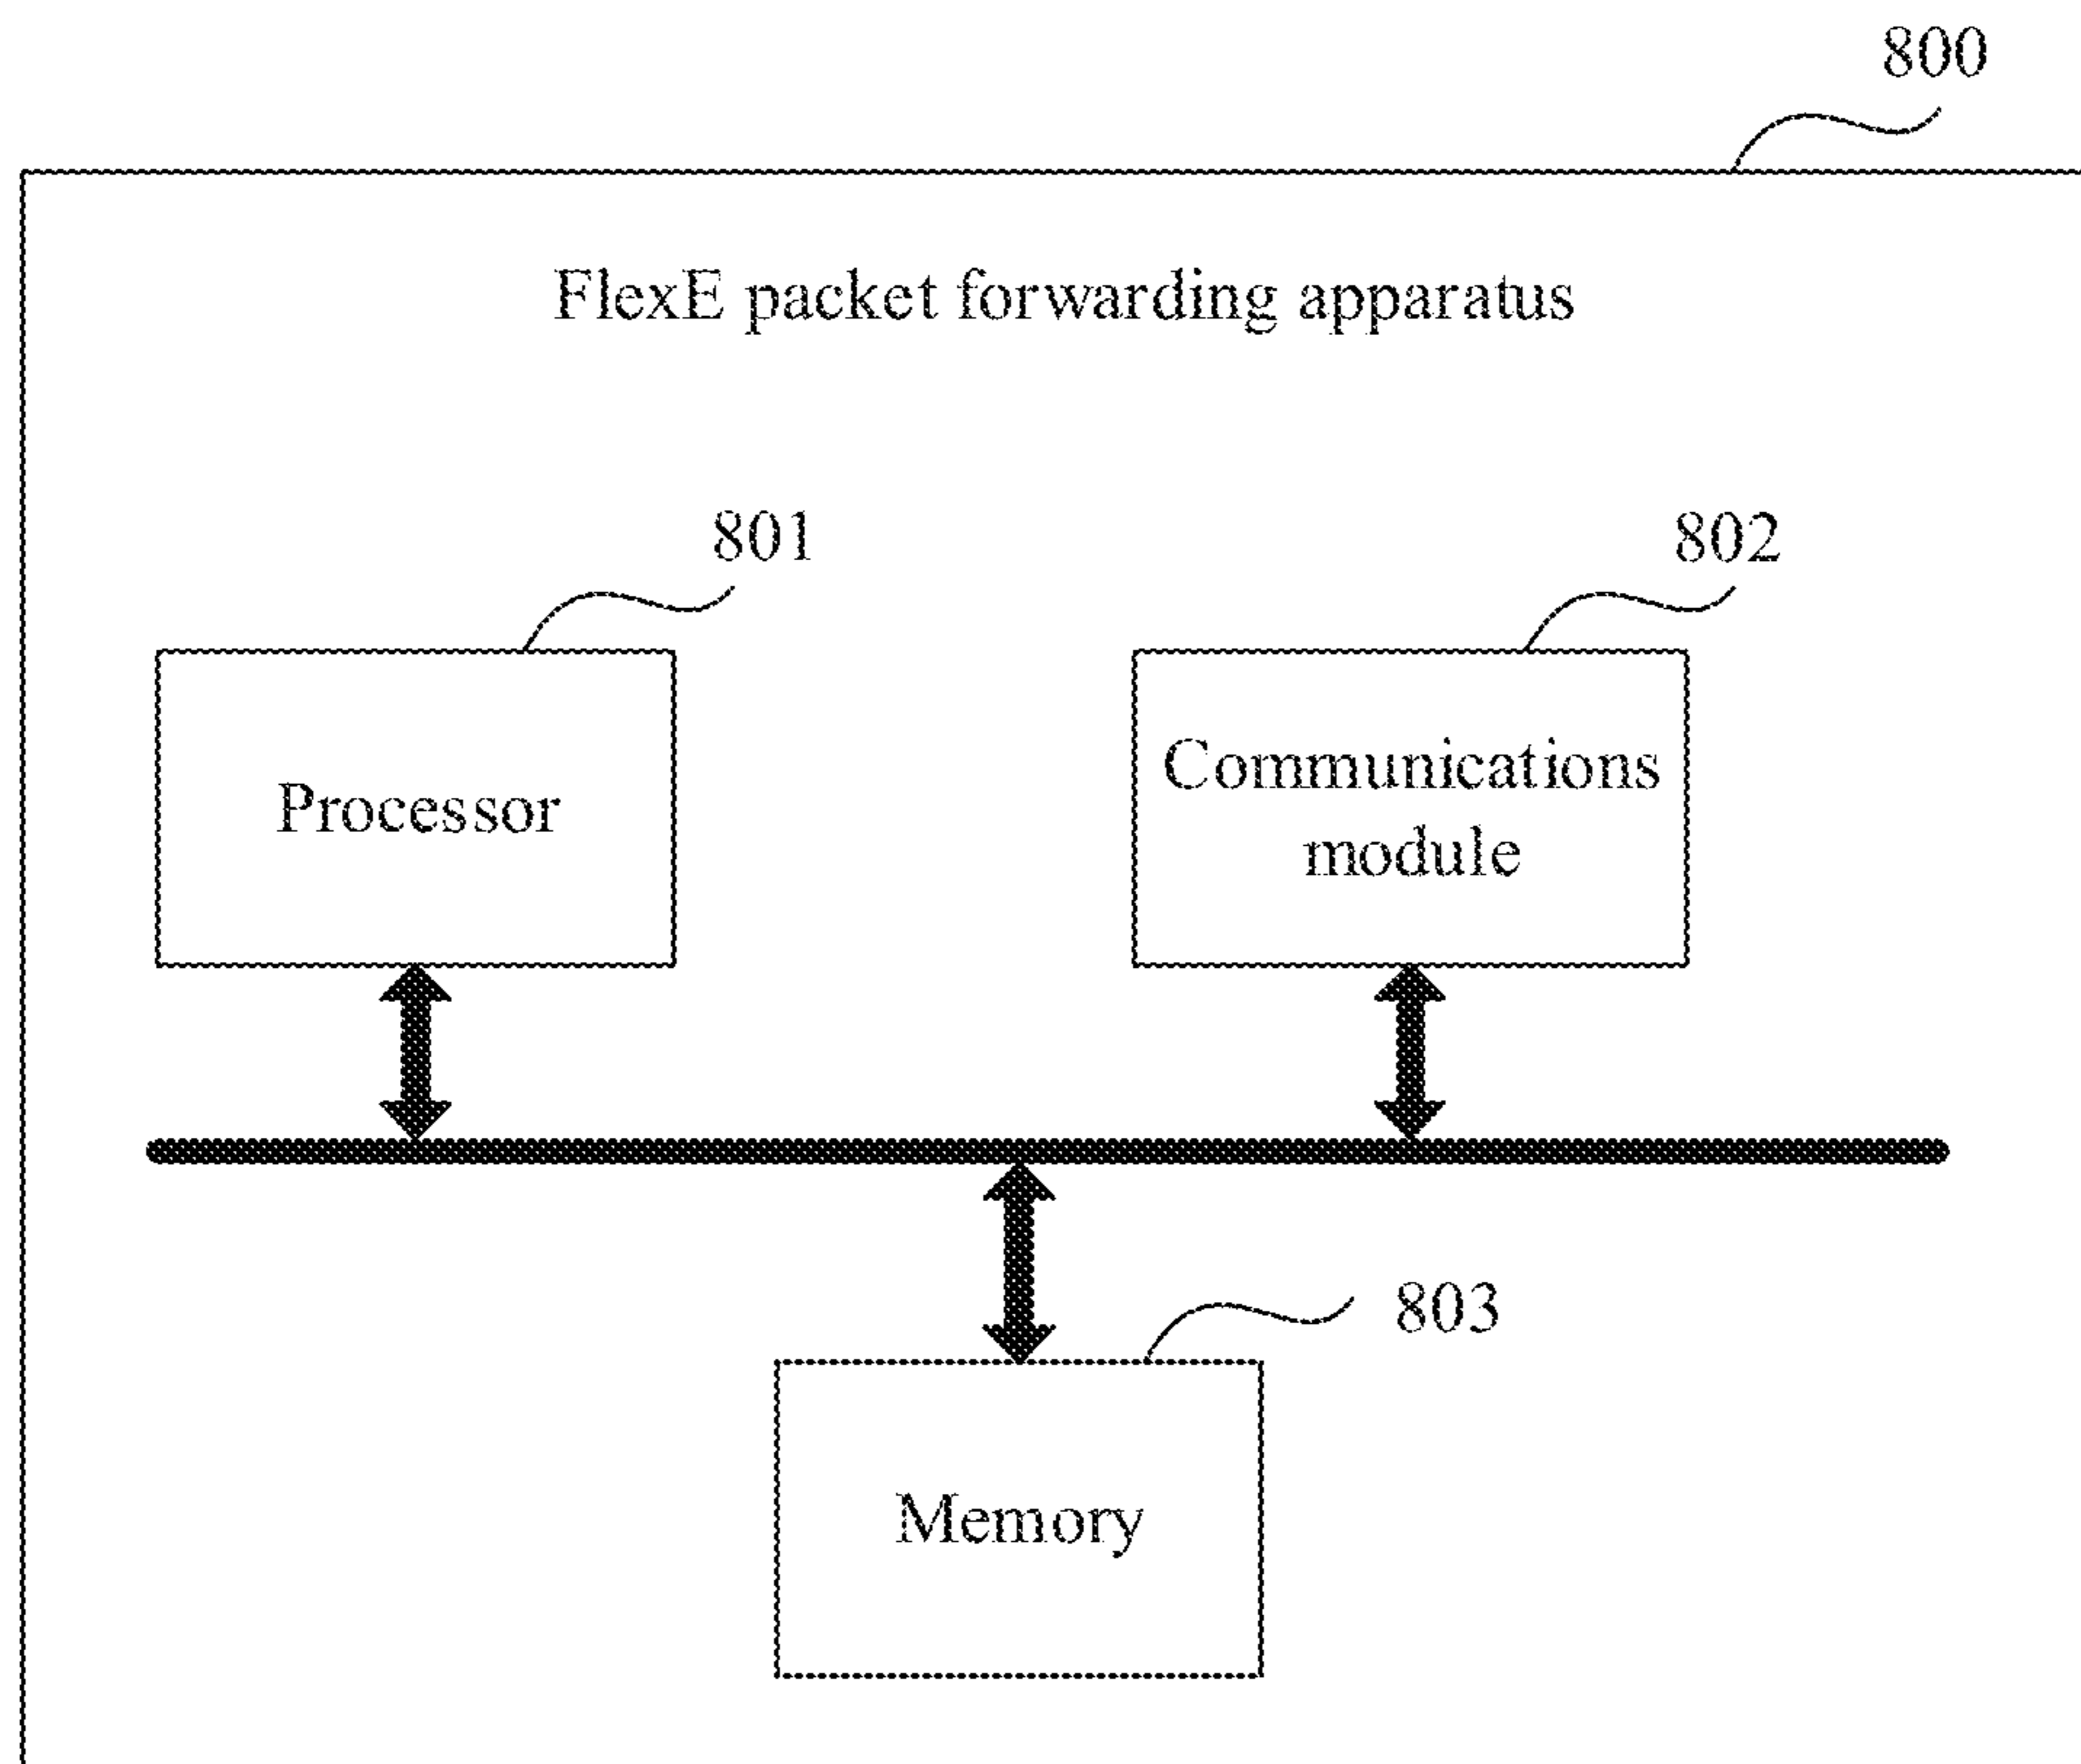 800
FlexE packet forwarding apparatus
801
802
Processor
Communications
module
803
Memory